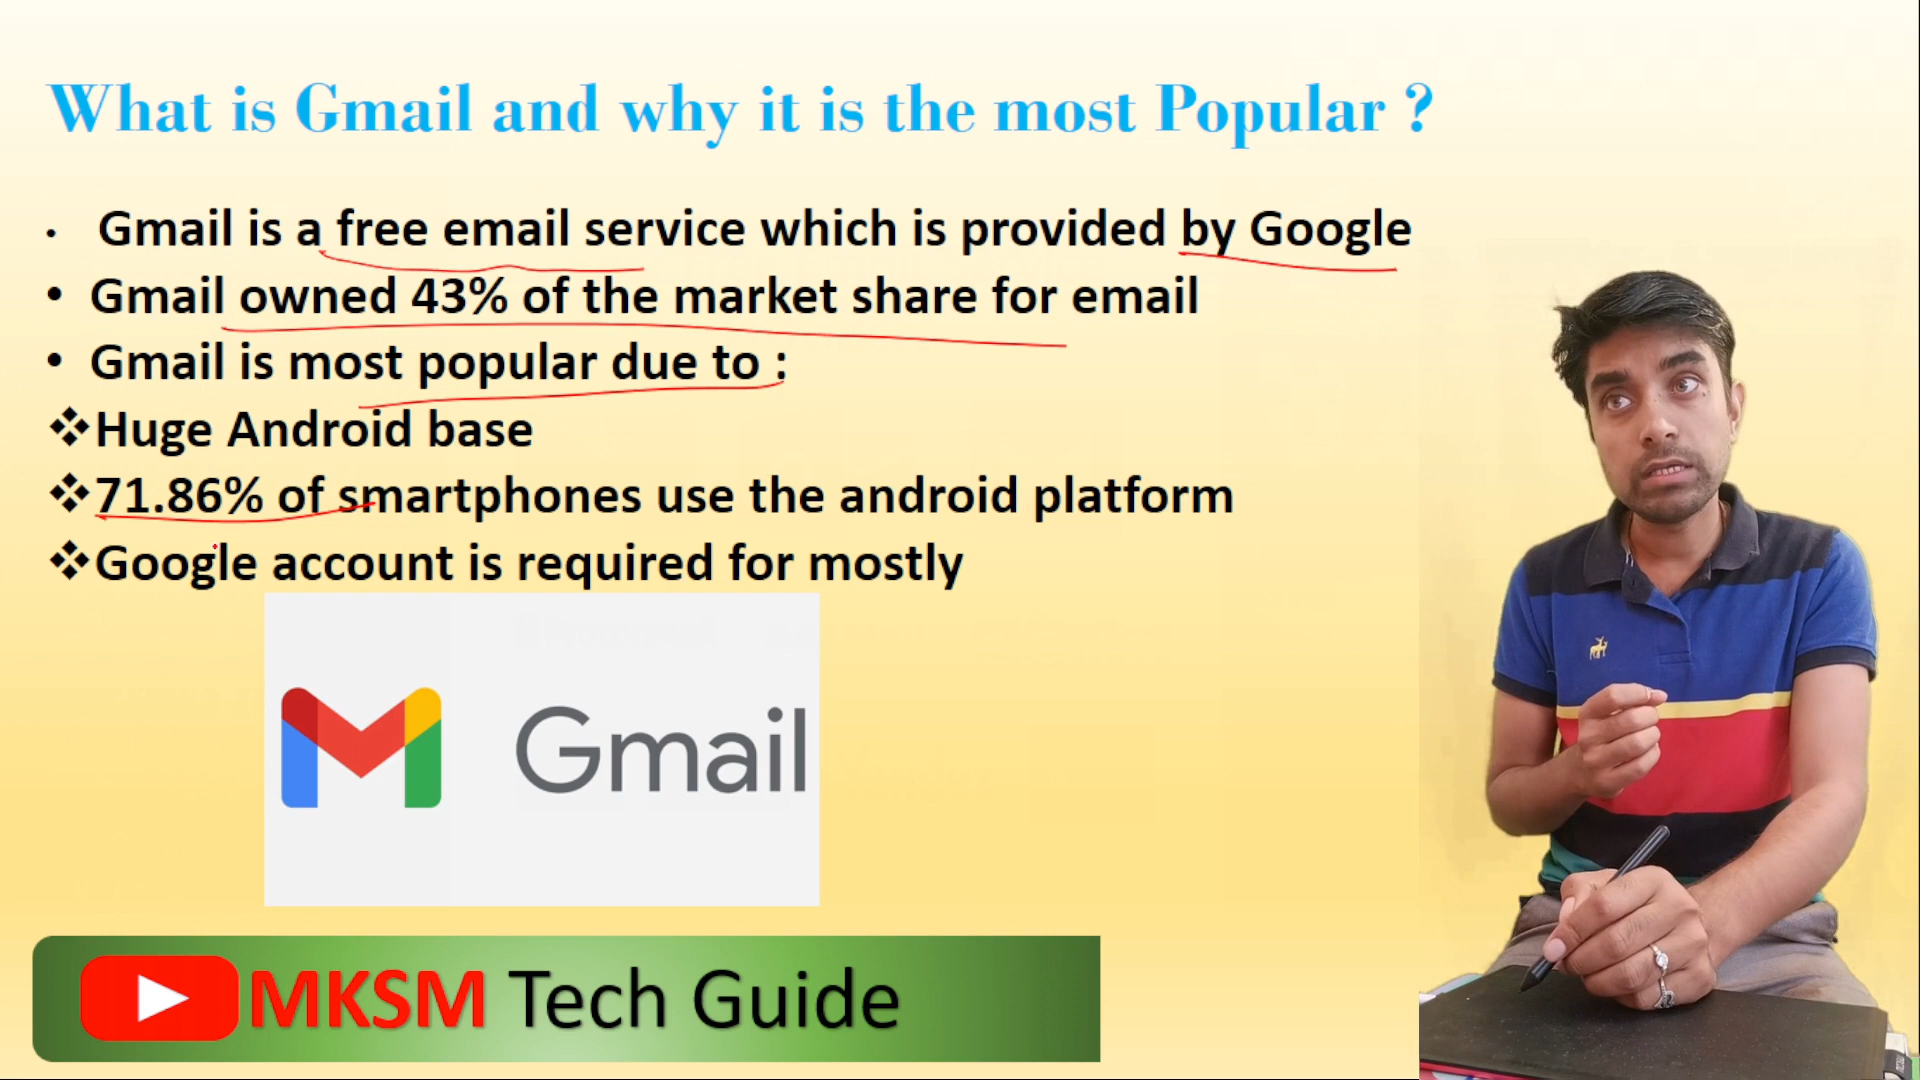 What is Gmail and why it is the most Popular ?
• Gmail is a free email service which is provided by Google
• Gmail owned 43% of the market share for email
• Gmail is most popular due to :
❖Huge Android base
❖71.86% of smartphones use the android platform
❖Google account is required for mostly
Gmail
MKSM Tech Guide